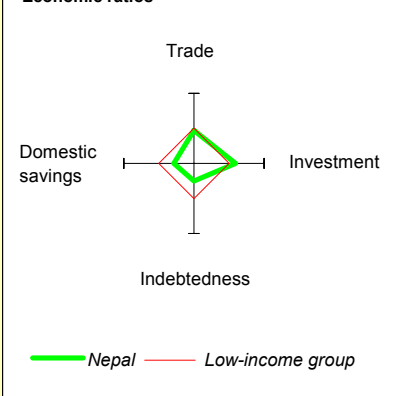 Economic ratios
Trade
Domestic
savings
Investment
Indebtedness
Nepal
Low-income group